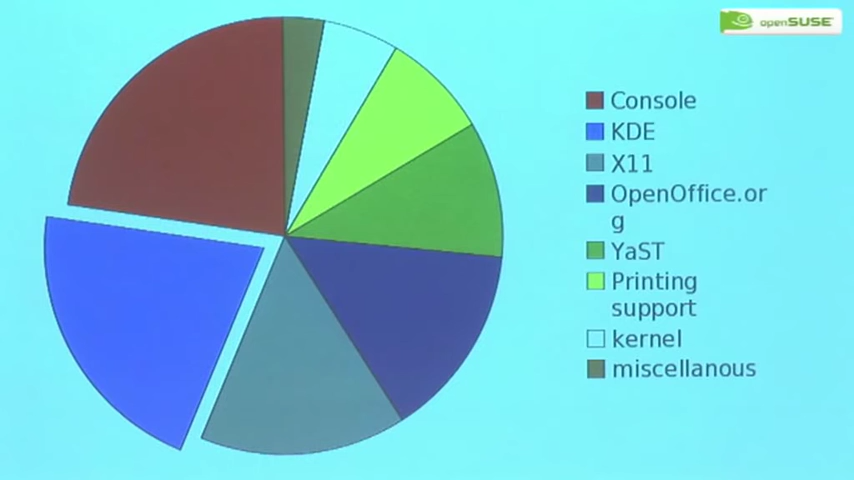 openSUSE
Console
KDE
X11
OpenOffice.or
g
YaST
Printing
support
kernel
miscellanous